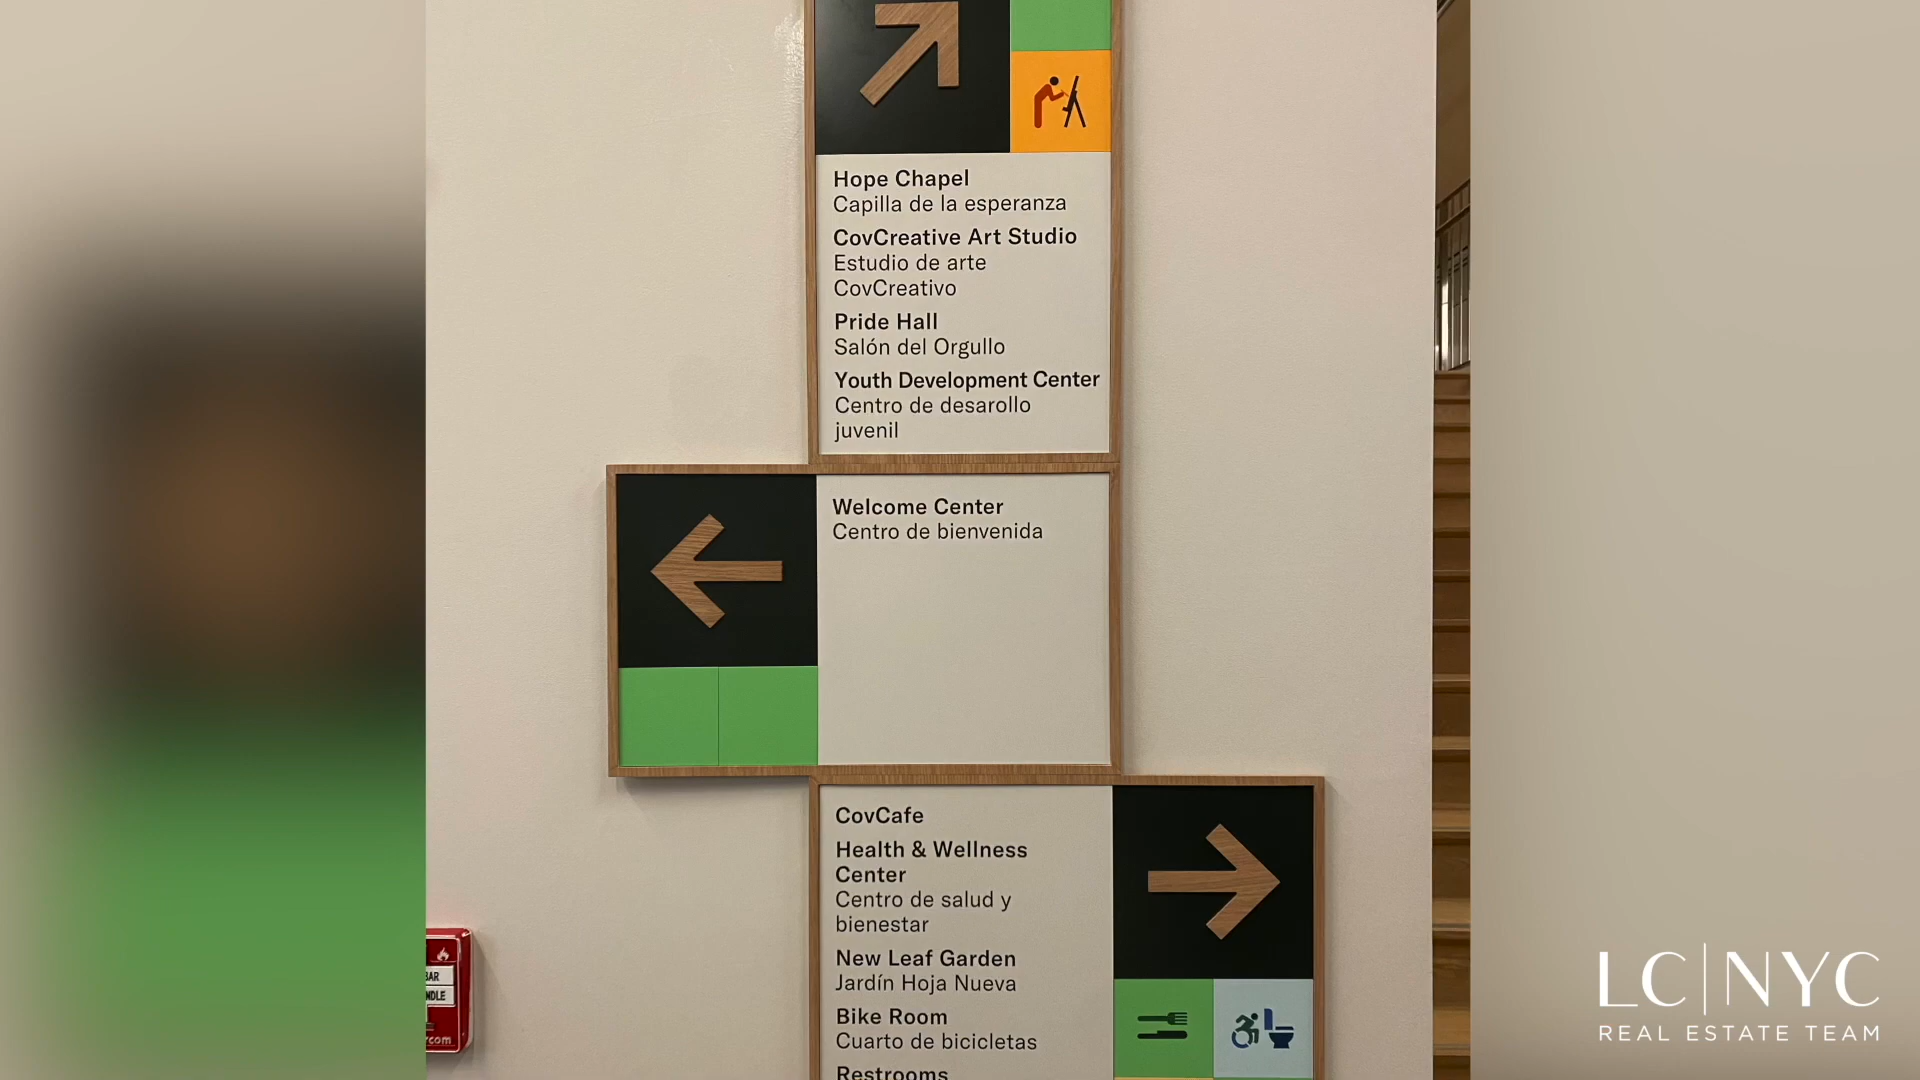 Hope Chapel
Capilla de la esperanza
CovCreative Art Studio
Estudio de arte
CovCreativo
Pride Hall
Salón del Orgullo
Youth Development Center
Centro de desarollo
juvenil
Welcome Center
Centro de bienvenida
CovCafe
Health & Wellness
Center
Centro de salud y
bienestar
New Leaf Garden
Jardín Hoja Nueva
Bike Room
Cuarto de bicicletas
Restrooms
LC|NYC
REAL ESTATE TEAM